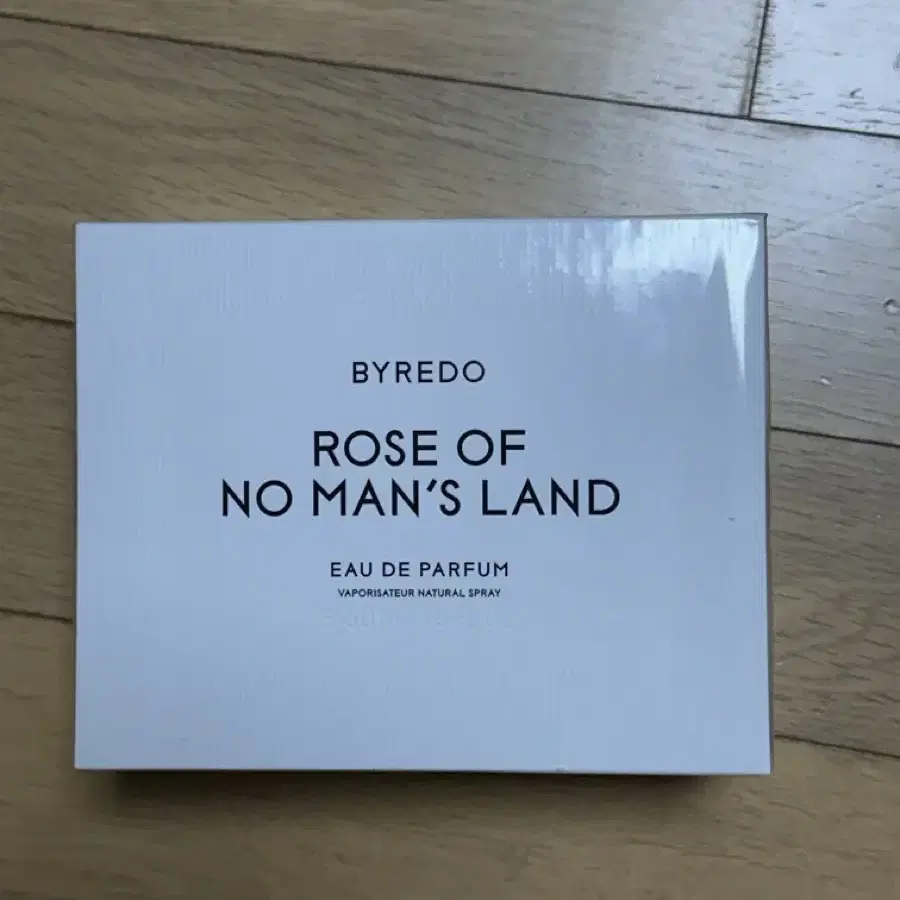 BYREDO
ROSE OF
NO MAN'S LAND
EAU DE PARFUM
VAPORISATEUR NATURAL SPRAY